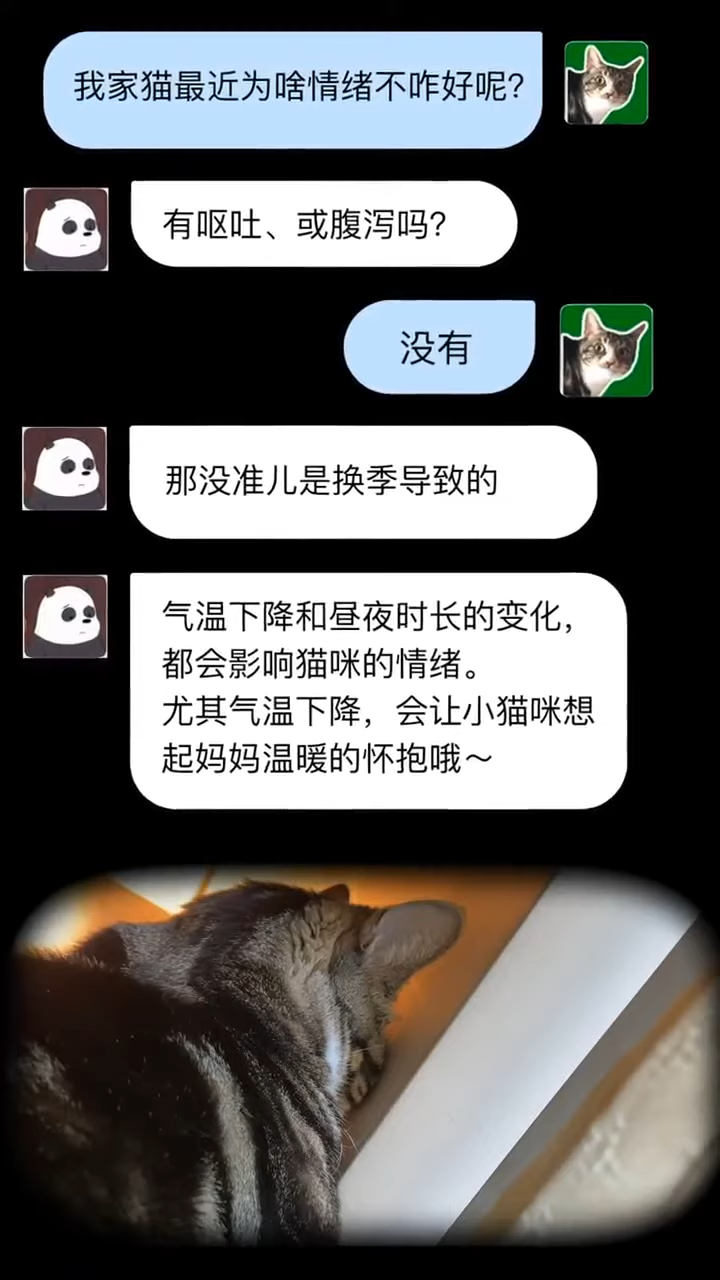 我家猫最近为啥情绪不咋好呢？
有呕吐、或腹泻吗？
没有
那没准儿是换季导致的
气温下降和昼夜时长的变化，
都会影响猫咪的情绪。
尤其气温下降，会让小猫咪想
起妈妈温暖的怀抱哦～